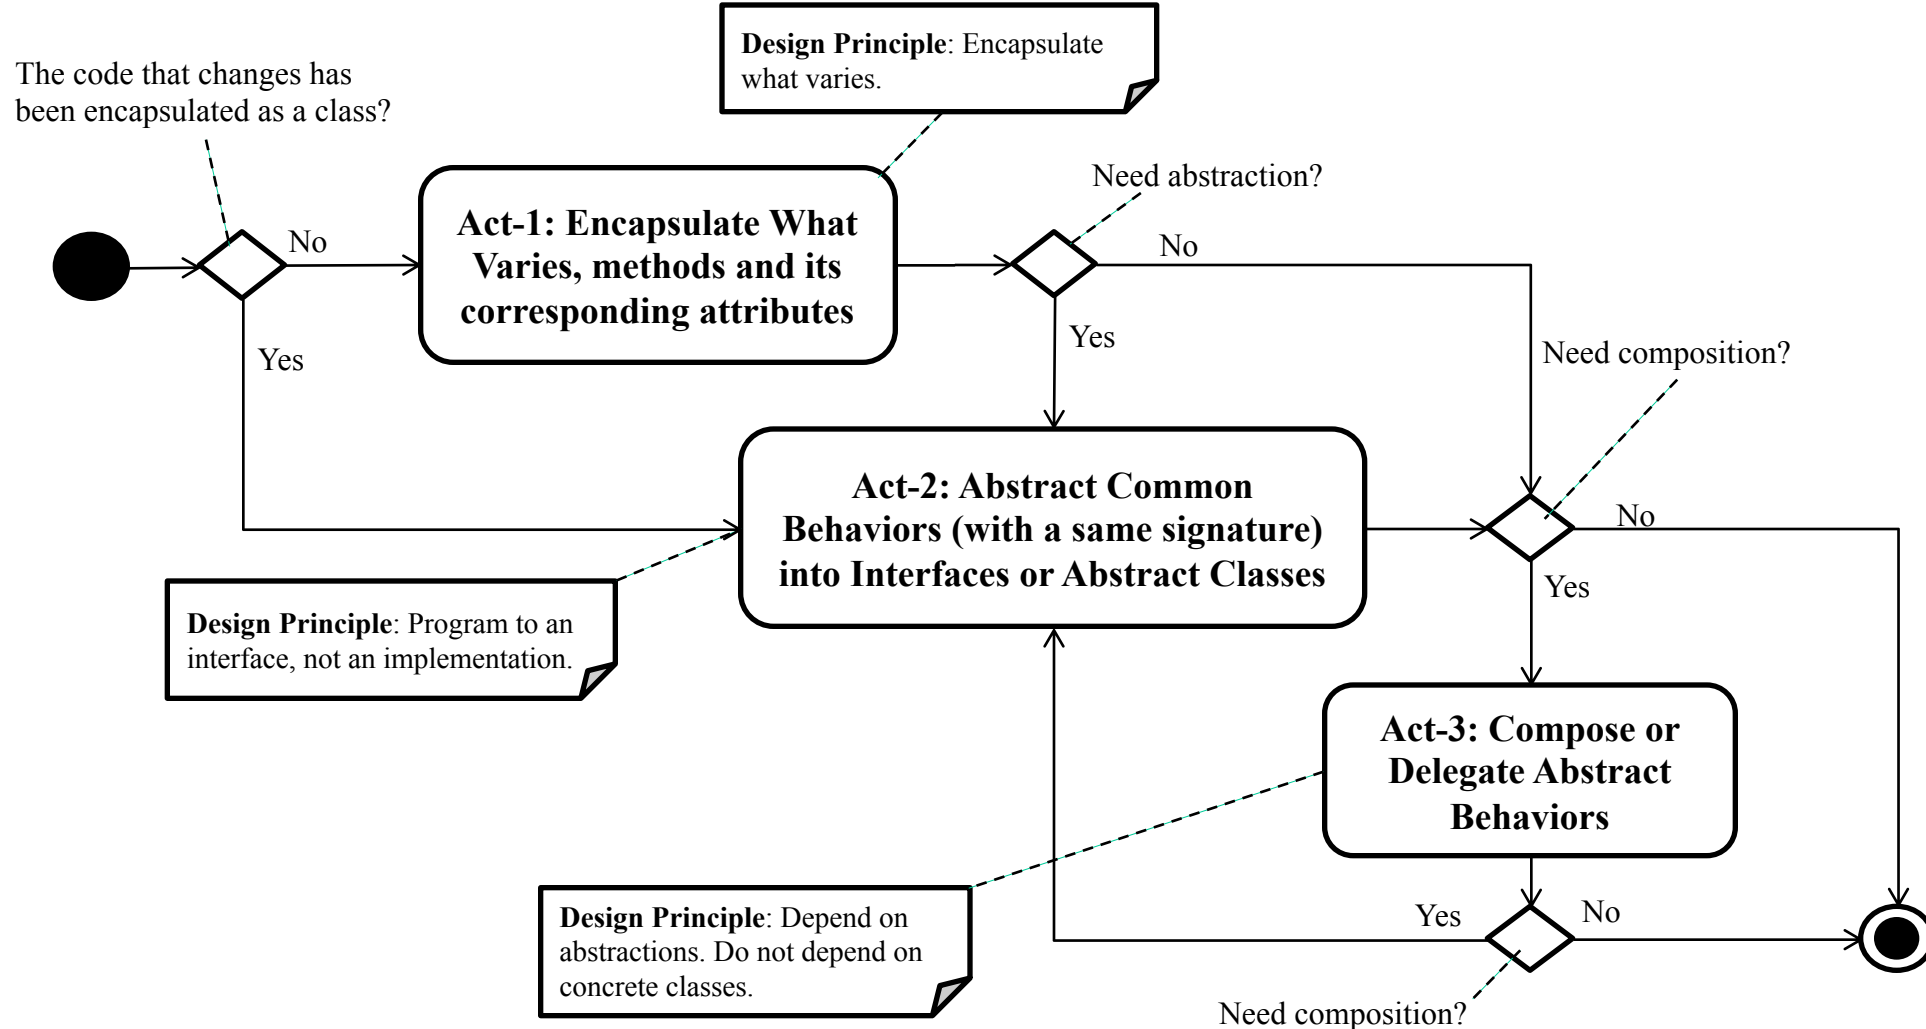 Design Principle: Encapsulate
what varies.
The code that changes has
been encapsulated as a class?
Need abstraction?
No
Act-1: Encapsulate What
Varies, methods and its
corresponding attributes
No
Yes
Yes
Need composition?
Act-2: Abstract Common
Behaviors (with a same signature)
into Interfaces or Abstract Classes
No
Yes
Design Principle: Program to an
interface, not an implementation.
Act-3: Compose or
Delegate Abstract
Behaviors
Design Principle: Depend on
abstractions. Do not depend on
concrete classes.
Yes
No
Need composition?